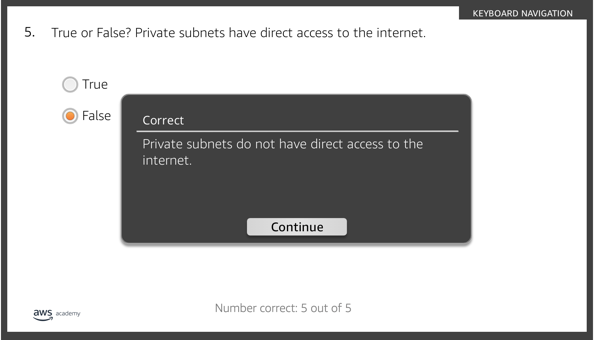 KEYBOARD NAVIGATION
5. True or False? Private subnets have direct access to the internet.
True
False
Correct
Private subnets do not have direct access to the
internet.
Continue
Number correct: 5 out of 5
aws academy